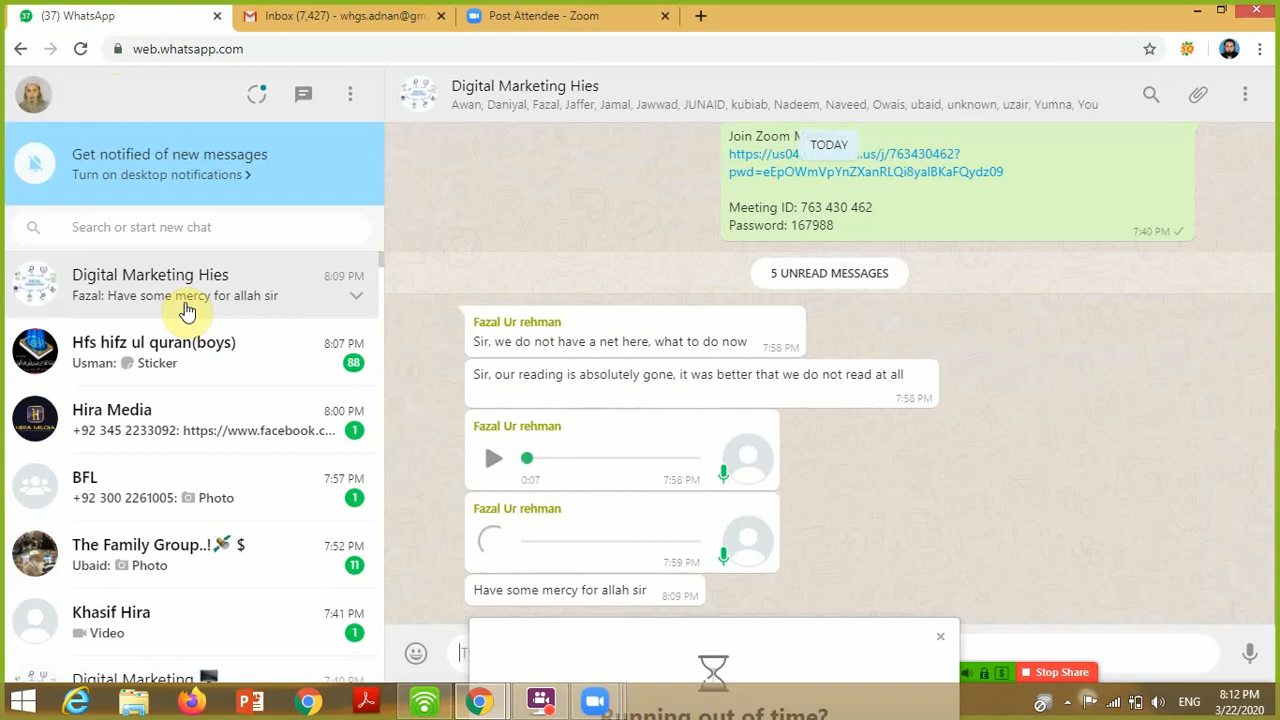 (37) WhatsApp
Inbox (7,427) - whgs.adnan@gm
Post Attendee - Zoom
web.whatsapp.com
Digital Marketing Hies
Awan, Daniyal, Fazal, Jaffer, Jamal, Jawwad, JUNAID, kubiab, Nadeem, Naveed, Owais, ubaid, unknown, uzair, Yumna, You
Get notified of new messages
Turn on desktop notifications >
Search or start new chat
Digital Marketing Hies 8:09 PM
Fazal: Have some mercy for allah sir
Hfs hifz ul quran(boys) 8:07 PM
Usman: Sticker 88
Hira Media 8:00 PM
+92 345 2233092: https://www.facebook.c... 1
BFL 7:57 PM
+92 300 2261005: Photo 1
The Family Group..! $ 7:52 PM
Ubaid: Photo 11
Khasif Hira 7:41 PM
Video 1
Digital Marketing 7:40 PM
Join Zoom
TODAY
https://us04 .us/j/763430462?
pwd=eEpOWmVpYnZXanRLQi8yalBKaFQydz09
Meeting ID: 763 430 462
Password: 167988
7:40 PM
5 UNREAD MESSAGES
Fazal Ur rehman
Sir, we do not have a net here, what to do now 7:58 PM
Sir, our reading is absolutely gone, it was better that we do not read at all
7:58 PM
Fazal Ur rehman
0:07 7:58 PM
Fazal Ur rehman
7:59 PM
Have some mercy for allah sir 8:09 PM
Running out of time?
Stop Share
ENG
8:12 PM
3/22/2020